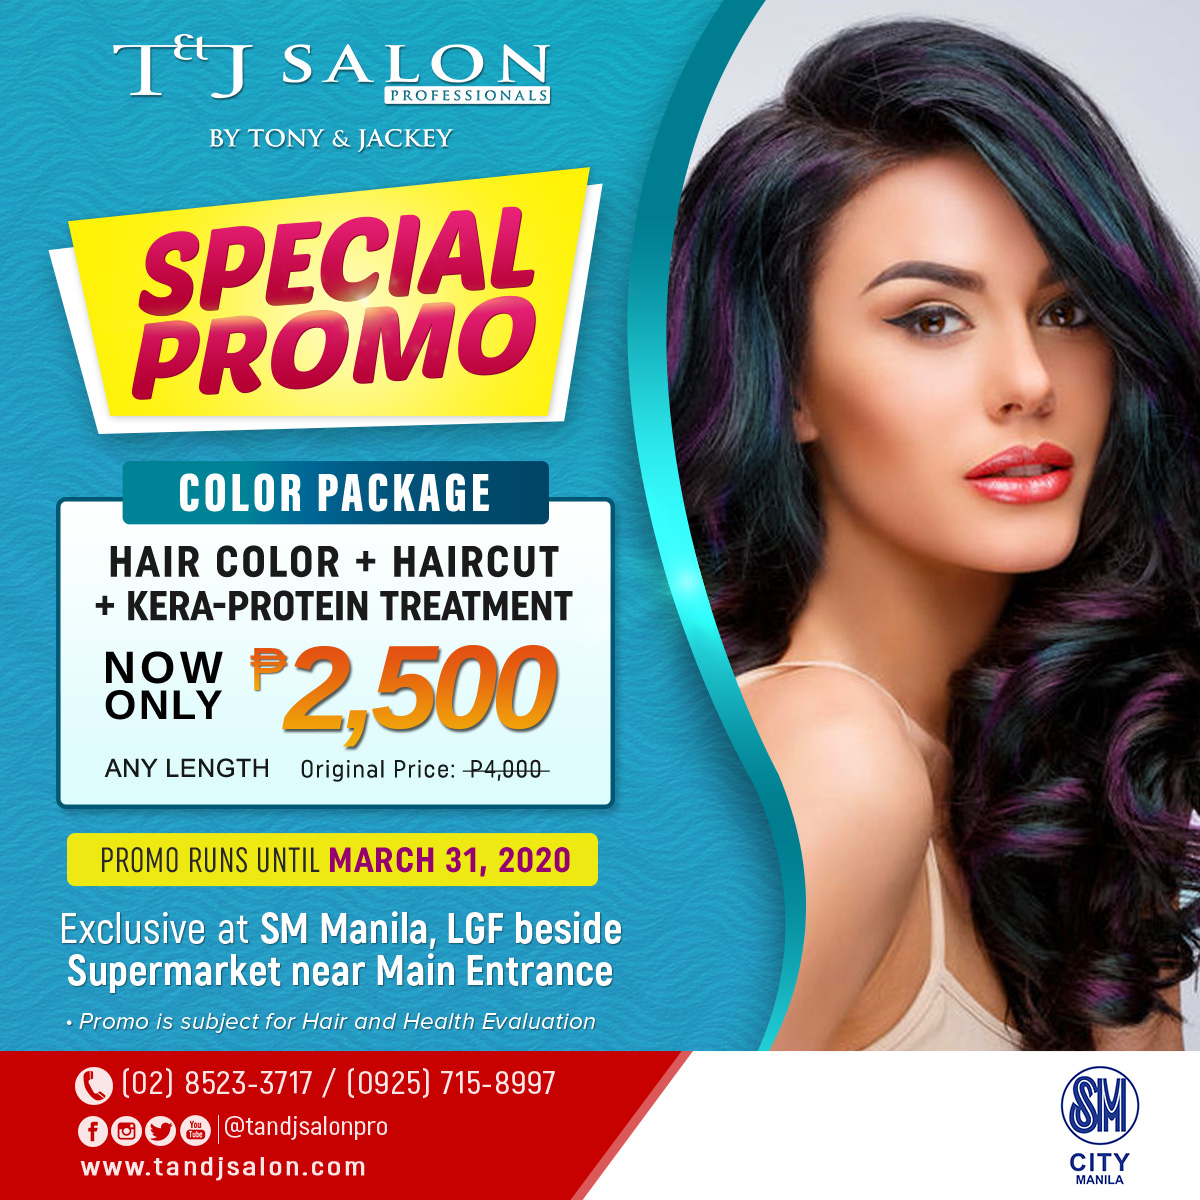 T&J SALON
PROFESSIONALS
BY TONY & JACKEY
SPECIAL
PROMO
COLOR PACKAGE
HAIR COLOR + HAIRCUT
+ KERA-PROTEIN TREATMENT
NOW
ONLY
₱2,500
ANY LENGTH Original Price: P4,000
PROMO RUNS UNTIL MARCH 31, 2020
Exclusive at SM Manila, LGF beside
Supermarket near Main Entrance
• Promo is subject for Hair and Health Evaluation
(02) 8523-3717 / (0925) 715-8997
You Tube | @tandjsalonpro
www.tandjsalon.com
SM
CITY
MANILA